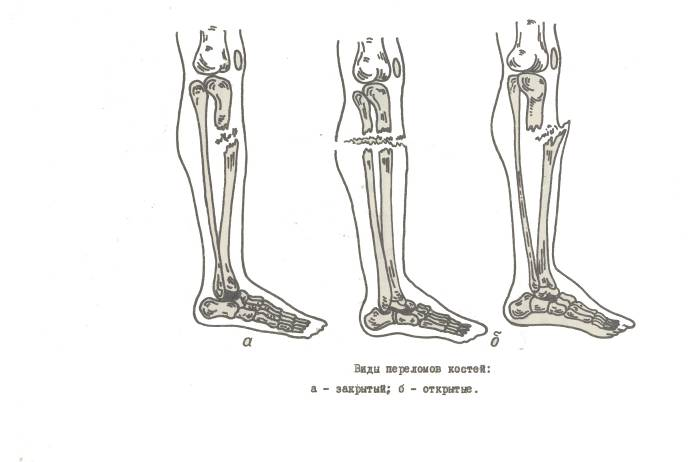 а
б
Виды переломов костей:
а - закрытый; б - открытые.